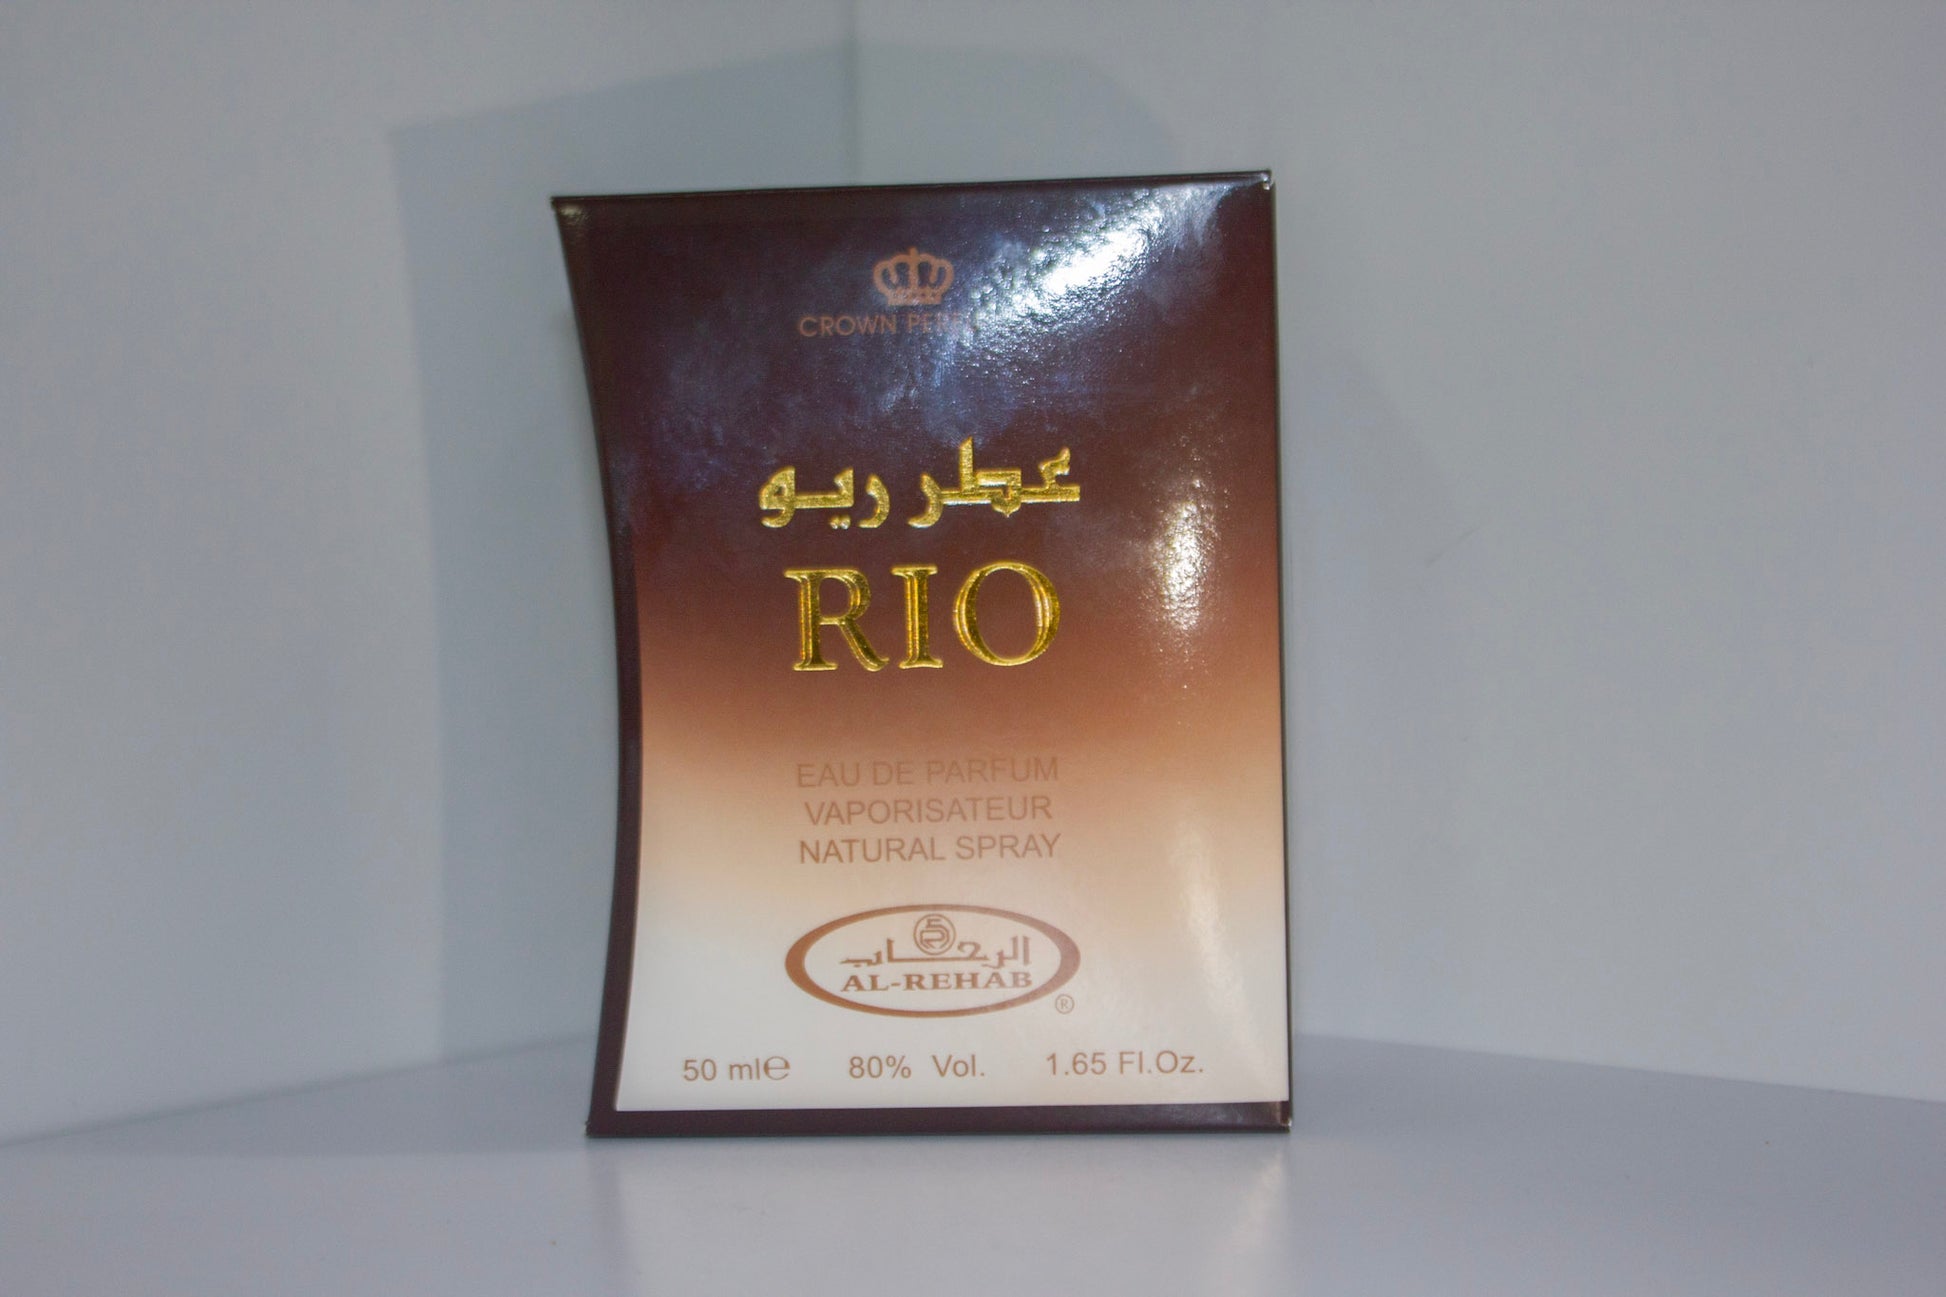 CROWN
عطر ريو
RIO
EAU DE PARFUM
VAPORISATEUR
NATURAL SPRAY
الرحاب
AL-REHAB
®
50 ml℮ 80% Vol. 1.65 Fl.Oz.